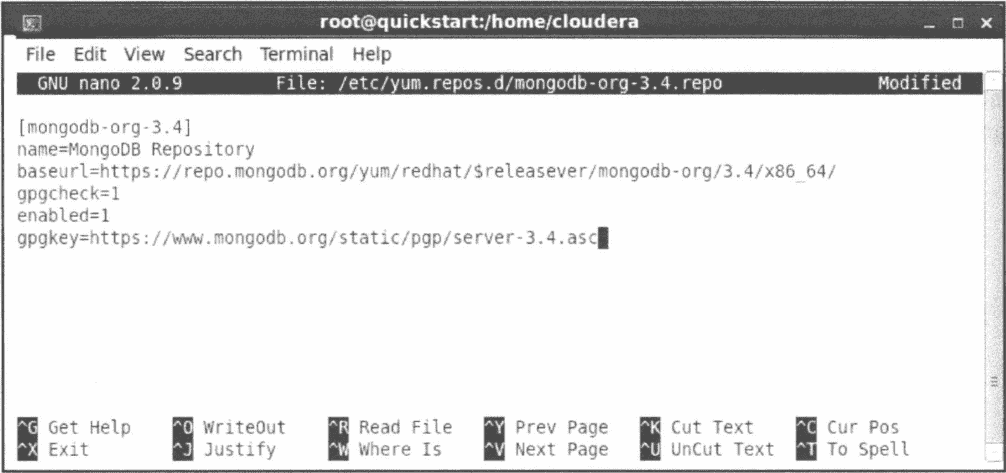 root@quickstart:/home/cloudera
File Edit View Search Terminal Help
GNU nano 2.0.9 File: /etc/yum.repos.d/mongodb-org-3.4.repo Modified
[mongodb-org-3.4]
name=MongoDB Repository
baseurl=https://repo.mongodb.org/yum/redhat/$releasever/mongodb-org/3.4/x86_64/
gpgcheck=1
enabled=1
gpgkey=https://www.mongodb.org/static/pgp/server-3.4.asc
^G Get Help ^O WriteOut ^R Read File ^Y Prev Page ^K Cut Text ^C Cur Pos
^X Exit ^J Justify ^W Where Is ^V Next Page ^U UnCut Text ^T To Spell